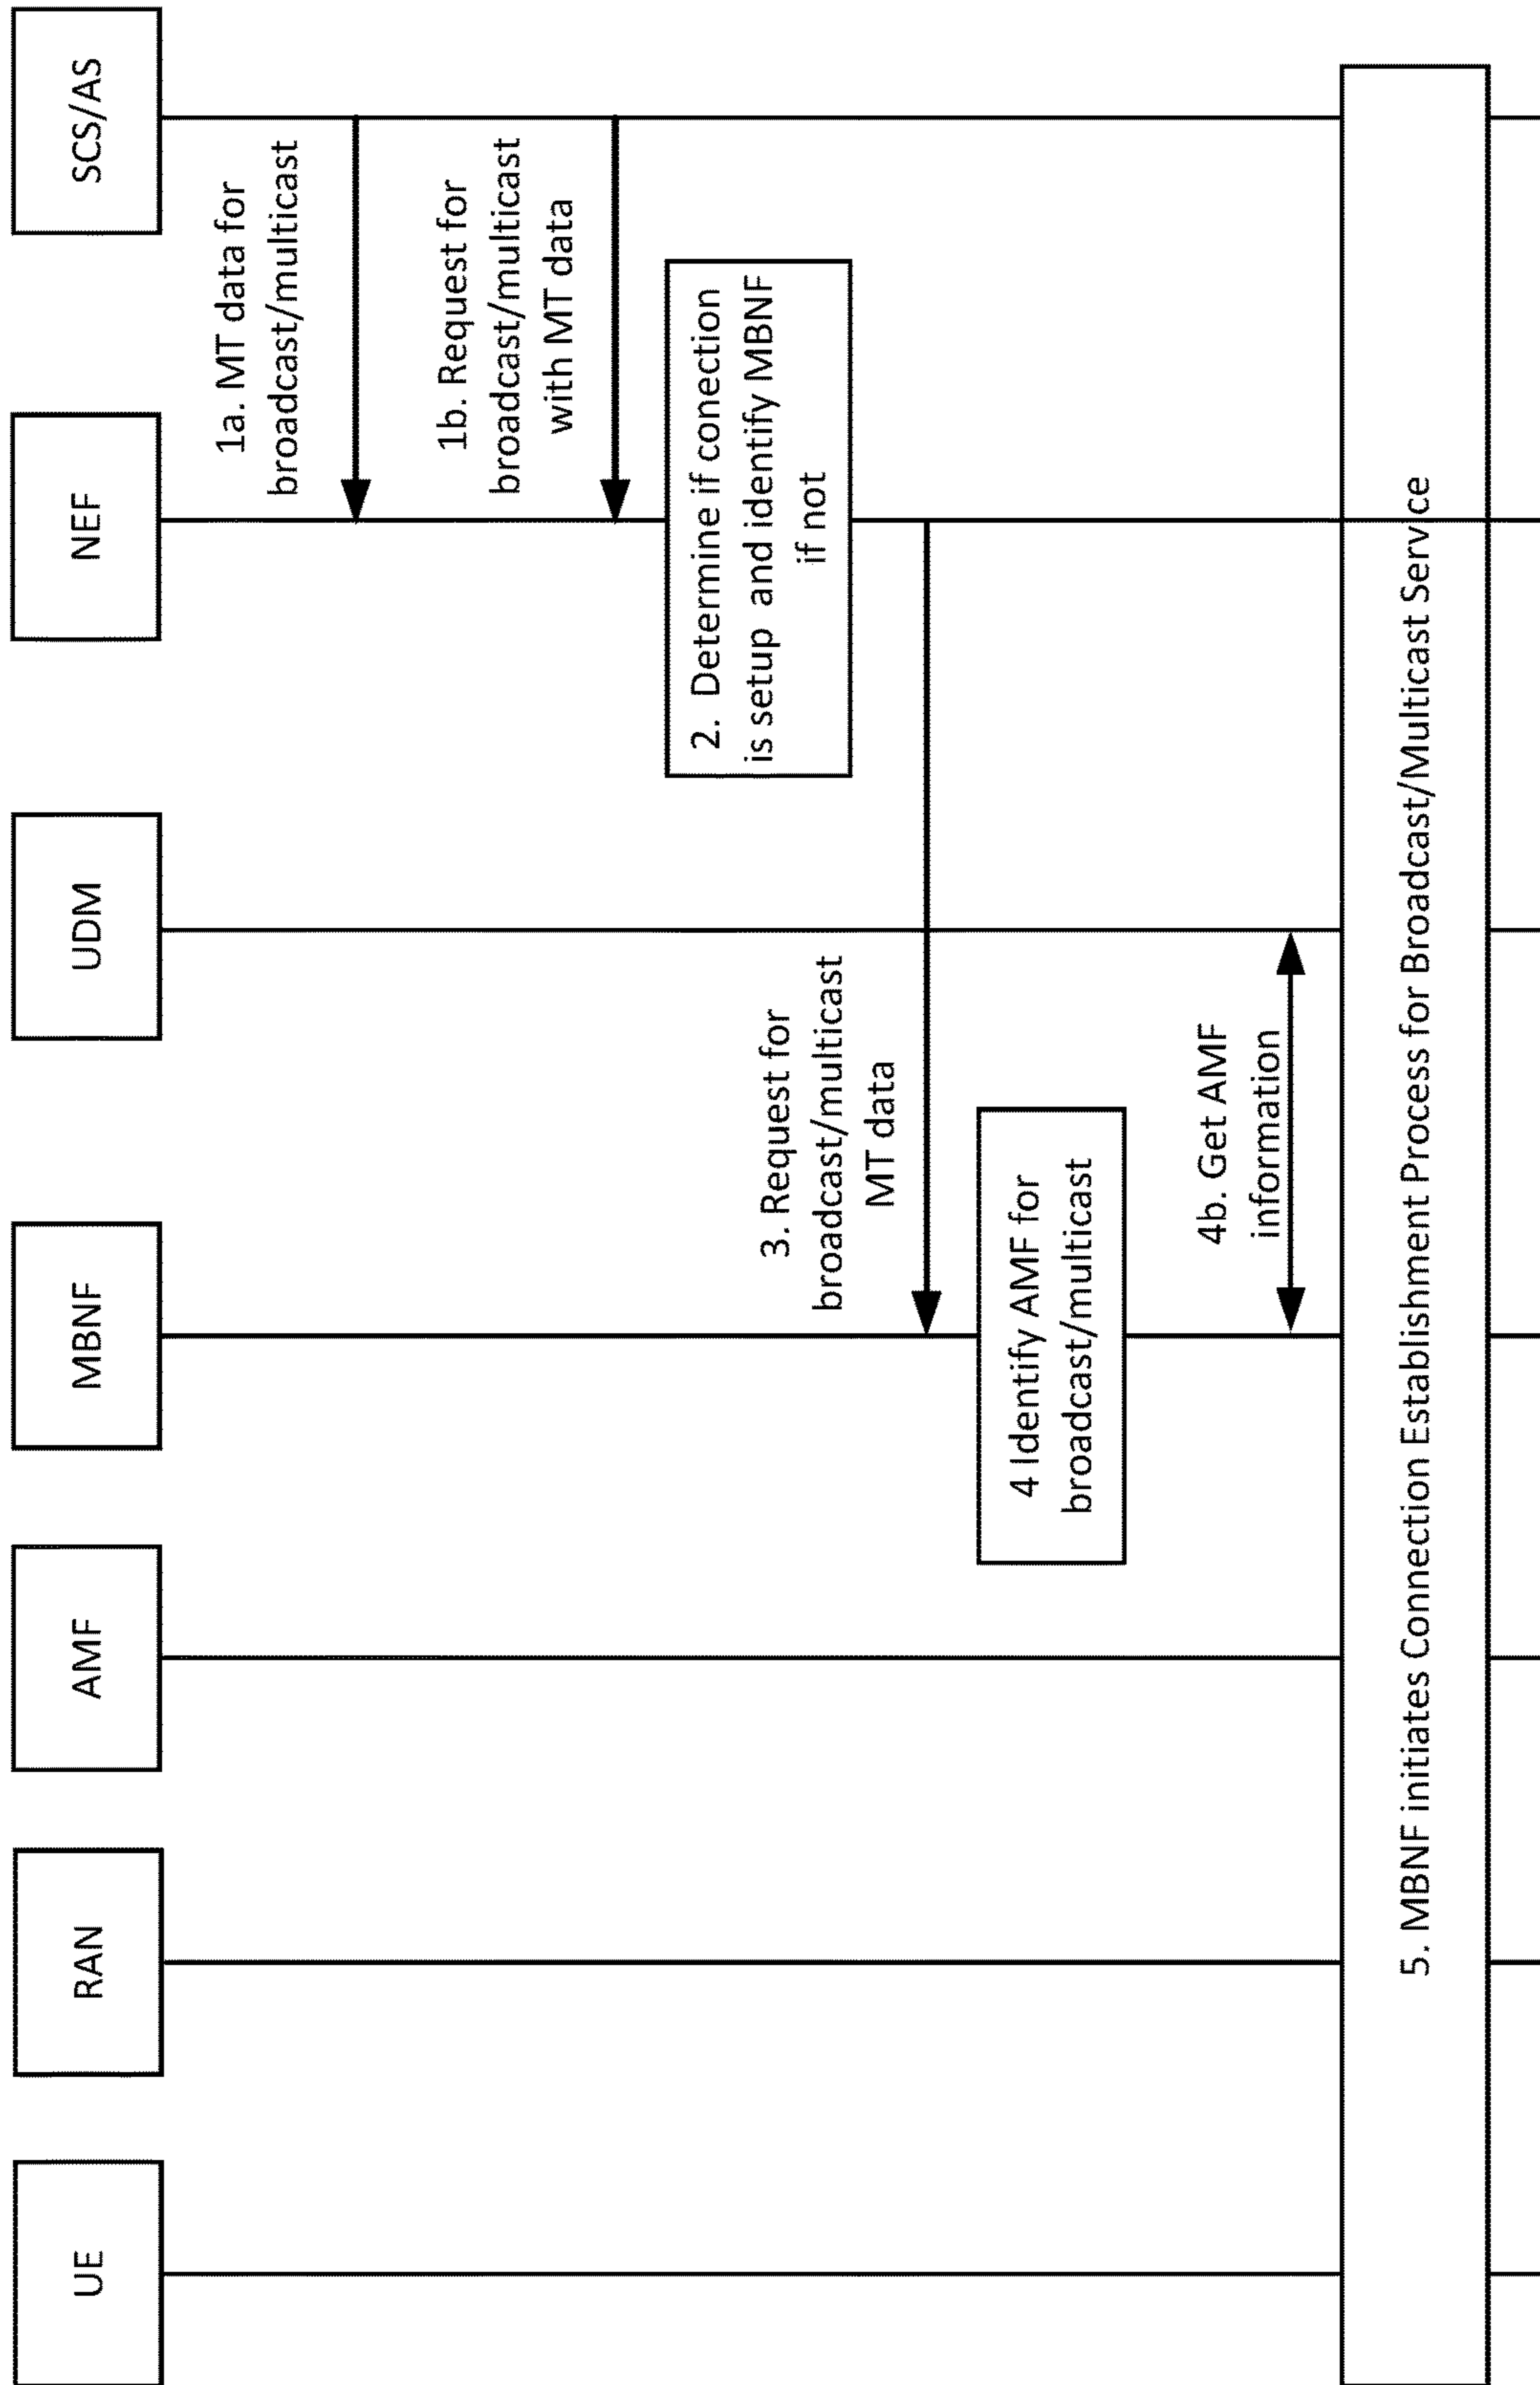 UE
RAN
AMF
MBNF
UDM
NEF
SCS/AS
1a. MT data for
broadcast/multicast
1b. Request for
broadcast/multicast
with MT data
2. Determine if conection
is setup and identify MBNF
if not
3. Request for
broadcast/multicast
MT data
4 Identify AMF for
broadcast/multicast
4b. Get AMF
information
5. MBNF initiates Connection Establishment Process for Broadcast/Multicast Service